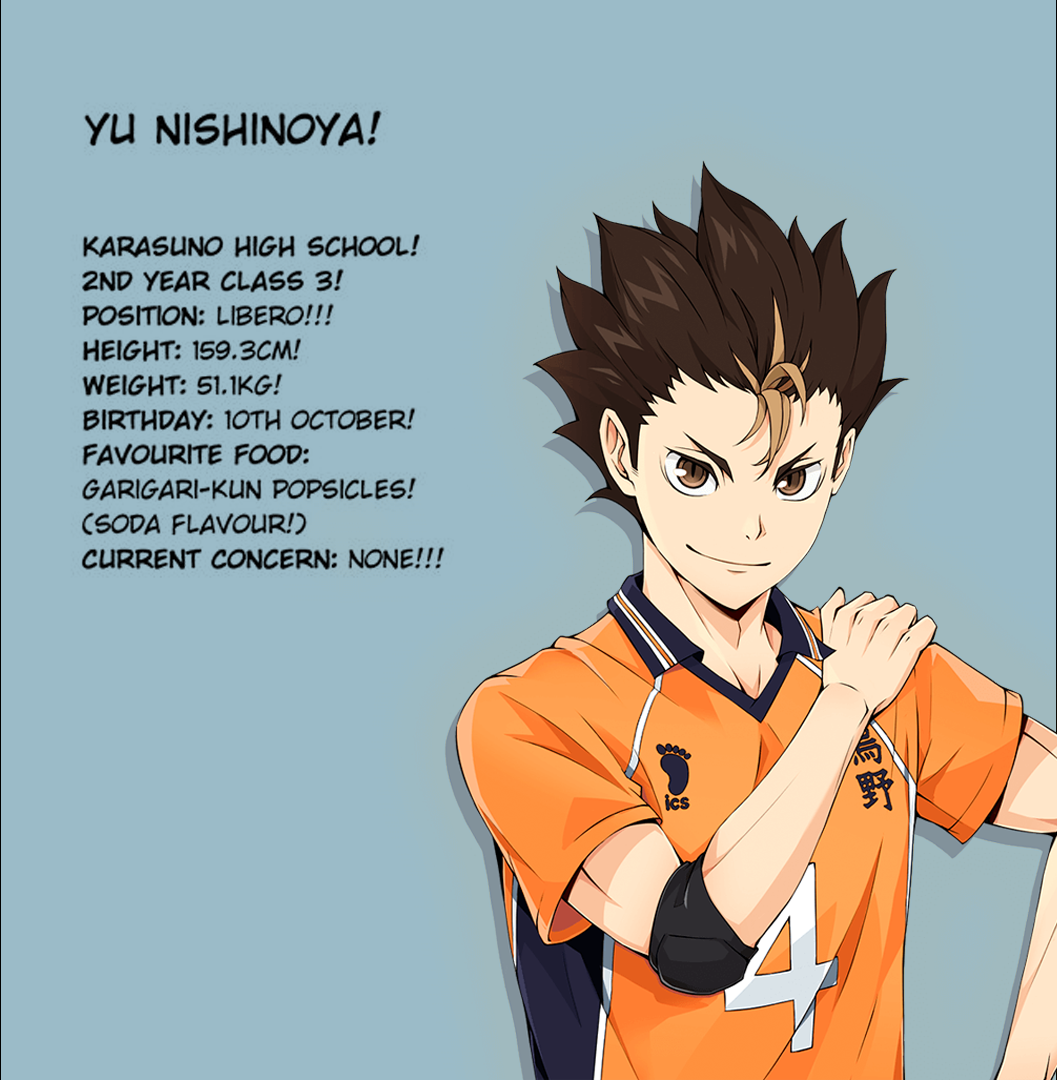 YU NISHINOYA!
KARASUNO HIGH SCHOOL!
2ND YEAR CLASS 3!
POSITION: LIBERO!!!
HEIGHT: 159.3CM!
WEIGHT: 51.1KG!
BIRTHDAY: 10TH OCTOBER!
FAVOURITE FOOD:
GARIGARI-KUN POPSICLES!
(SODA FLAVOUR!)
CURRENT CONCERN: NONE!!!
ics
烏野
4